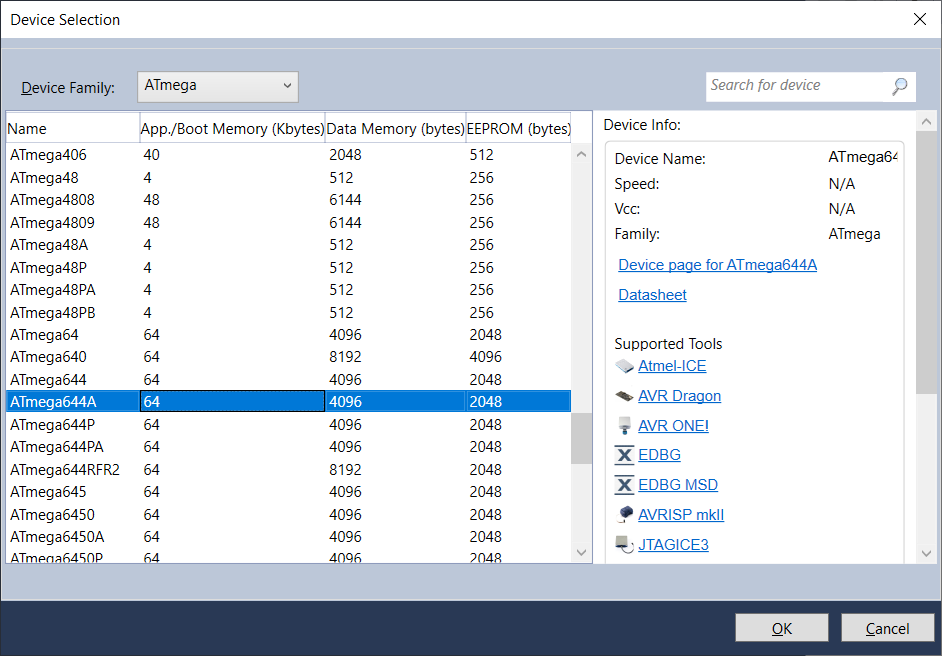 Device Selection
Device Family: ATmega Search for device
Name App./Boot Memory (Kbytes) Data Memory (bytes) EEPROM (bytes)
ATmega406 40 2048 512
ATmega48 4 512 256
ATmega4808 48 6144 256
ATmega4809 48 6144 256
ATmega48A 4 512 256
ATmega48P 4 512 256
ATmega48PA 4 512 256
ATmega48PB 4 512 256
ATmega64 64 4096 2048
ATmega640 64 8192 4096
ATmega644 64 4096 2048
ATmega644A 64 4096 2048
ATmega644P 64 4096 2048
ATmega644PA 64 4096 2048
ATmega644RFR2 64 8192 2048
ATmega645 64 4096 2048
ATmega6450 64 4096 2048
ATmega6450A 64 4096 2048
ATmega6450P 64 4096 2048
Device Info:
Device Name: ATmega64
Speed: N/A
Vcc: N/A
Family: ATmega
Device page for ATmega644A
Datasheet
Supported Tools
Atmel-ICE
AVR Dragon
AVR ONE!
EDBG
EDBG MSD
AVRISP mkII
JTAGICE3
OK Cancel